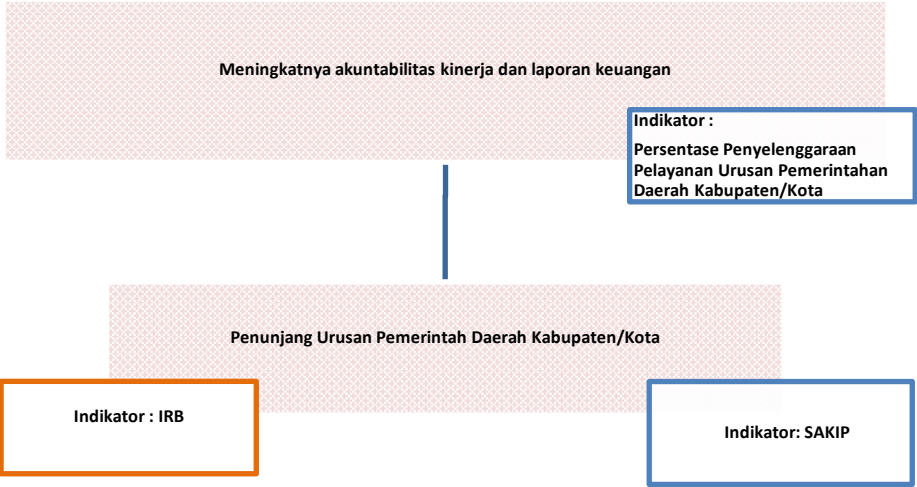 Meningkatnya akuntabilitas kinerja dan laporan keuangan
Indikator :
Persentase Penyelenggaraan
Pelayanan Urusan Pemerintahan
Daerah Kabupaten/Kota
Penunjang Urusan Pemerintah Daerah Kabupaten/Kota
Indikator : IRB
Indikator: SAKIP